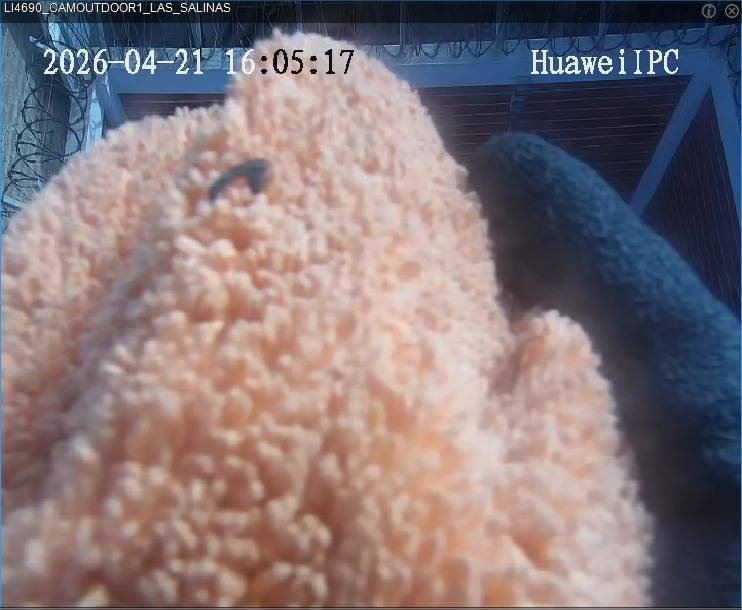 LI4690_CAMOUTDOOR1_LAS_SALINAS
2026-04-21 16:05:17 HuaweiIPC